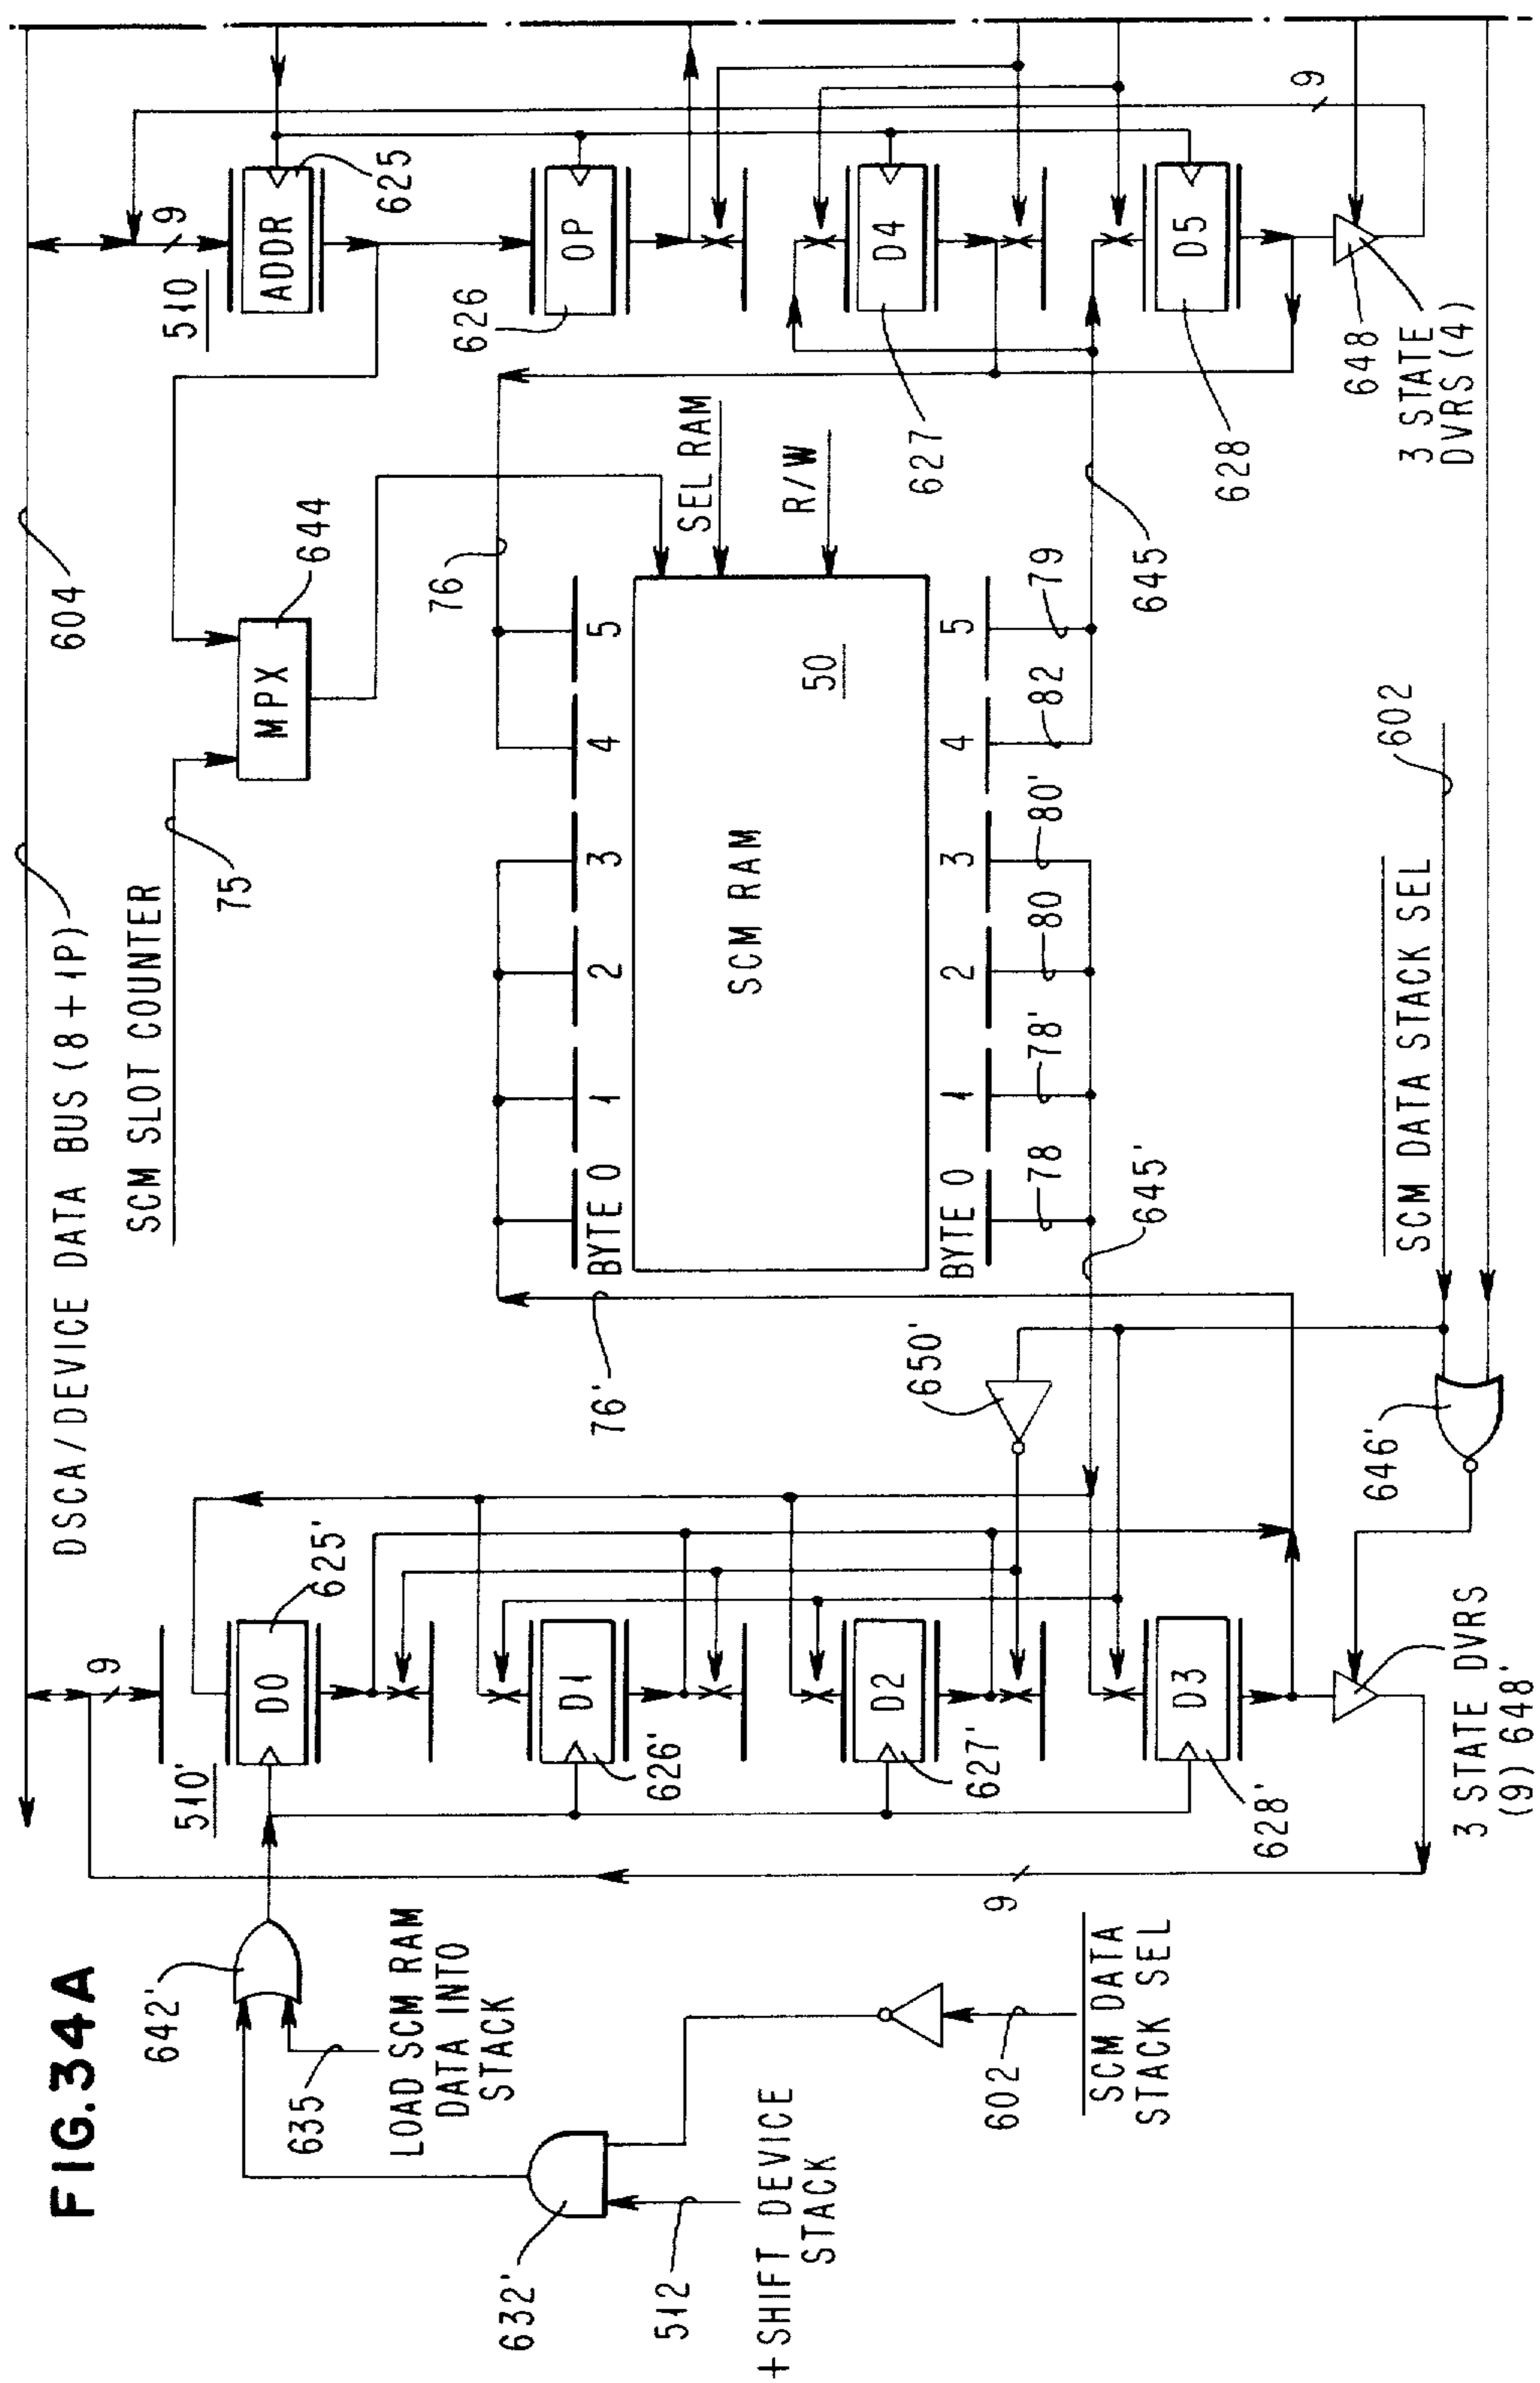 FIG.34A
DSCA/DEVICE DATA BUS (8+1P)
604
SCM SLOT COUNTER
75
MPX
644
510
9
ADDR
625
9
OP
626
D4
627
D5
628
648
3 STATE
DVRS (4)
76
SEL RAM
R/W
BYTE 0 1 2 3 4 5
SCM RAM
50
BYTE 0 1 2 3 4 5
78 78' 80 80' 82 79
645
645'
76'
650'
602
SCM DATA STACK SEL
646'
510'
9
D0
625'
D1
626'
D2
627'
D3
628'
3 STATE DVRS
(9) 648'
9
642'
635
LOAD SCM RAM
DATA INTO
STACK
632'
512
+SHIFT DEVICE
STACK
602
SCM DATA
STACK SEL